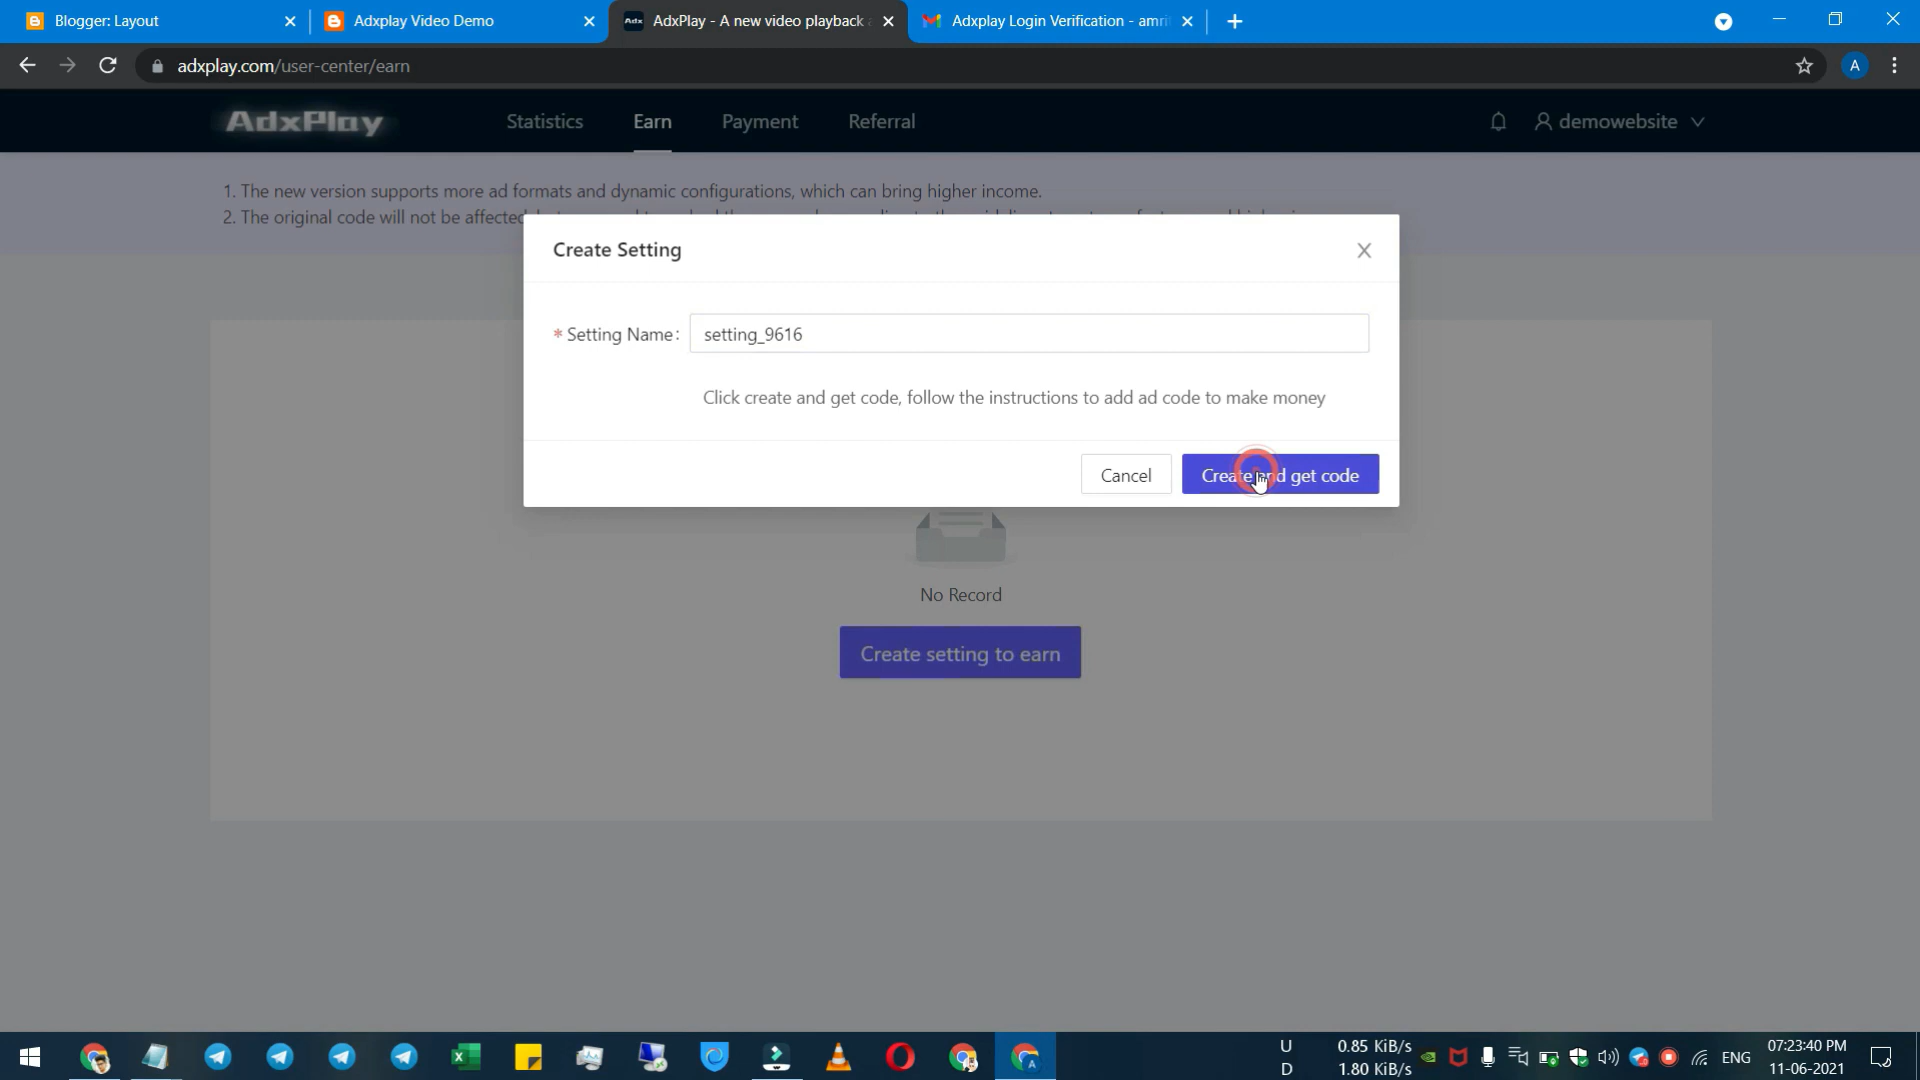 Blogger: Layout
Adxplay Video Demo
Adx AdxPlay - A new video playback
Adxplay Login Verification - amri
adxplay.com/user-center/earn
A
AdxPlay
Statistics
Earn
Payment
Referral
demowebsite
1. The new version supports more ad formats and dynamic configurations, which can bring higher income.
2. The original code will not be affected
Create Setting
* Setting Name:
setting_9616
Click create and get code, follow the instructions to add ad code to make money
Cancel
Create and get code
No Record
Create setting to earn
U 0.85 KiB/s
D 1.80 KiB/s
ENG
07:23:40 PM
11-06-2021